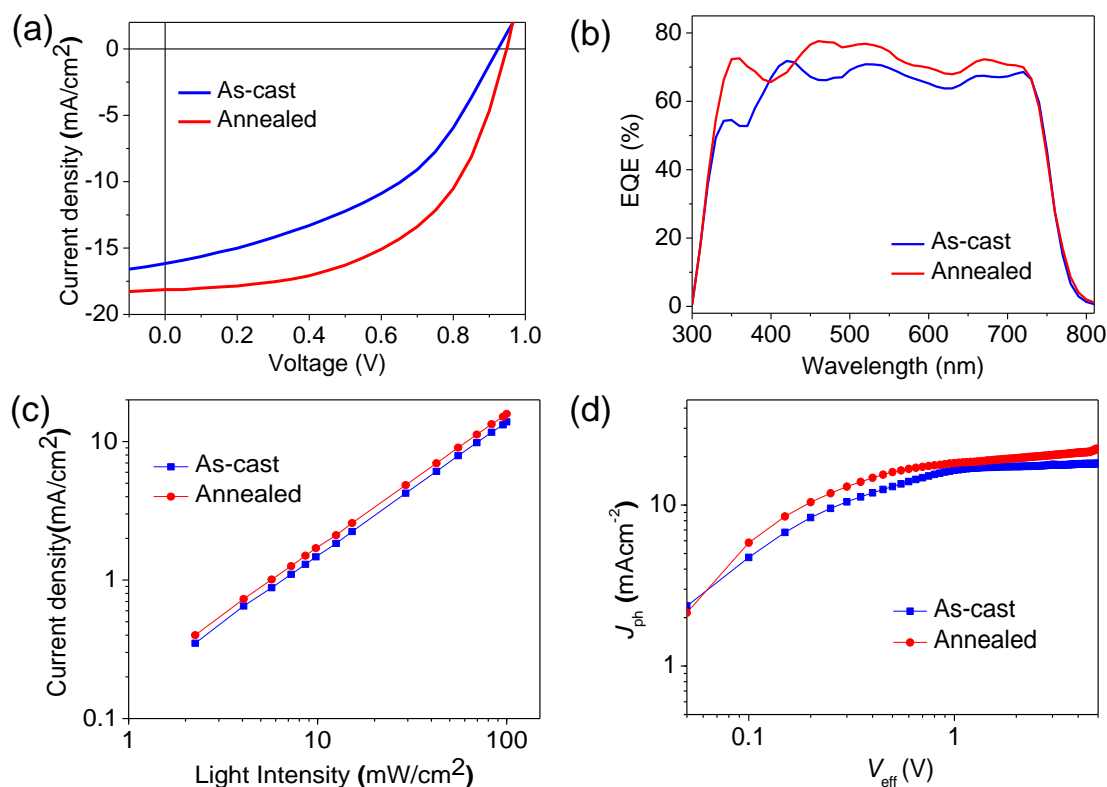 (a)
Current density (mA/cm2)
0
-5
-10
-15
-20
0.0
0.2
0.4
0.6
0.8
1.0
Voltage (V)
As-cast
Annealed
(b)
EQE (%)
80
60
40
20
0
300
400
500
600
700
800
Wavelength (nm)
As-cast
Annealed
(c)
Current density(mA/cm2)
10
1
0.1
1
10
100
Light Intensity (mW/cm2)
As-cast
Annealed
(d)
Jph (mAcm-2)
10
1
0.1
1
Veff (V)
As-cast
Annealed